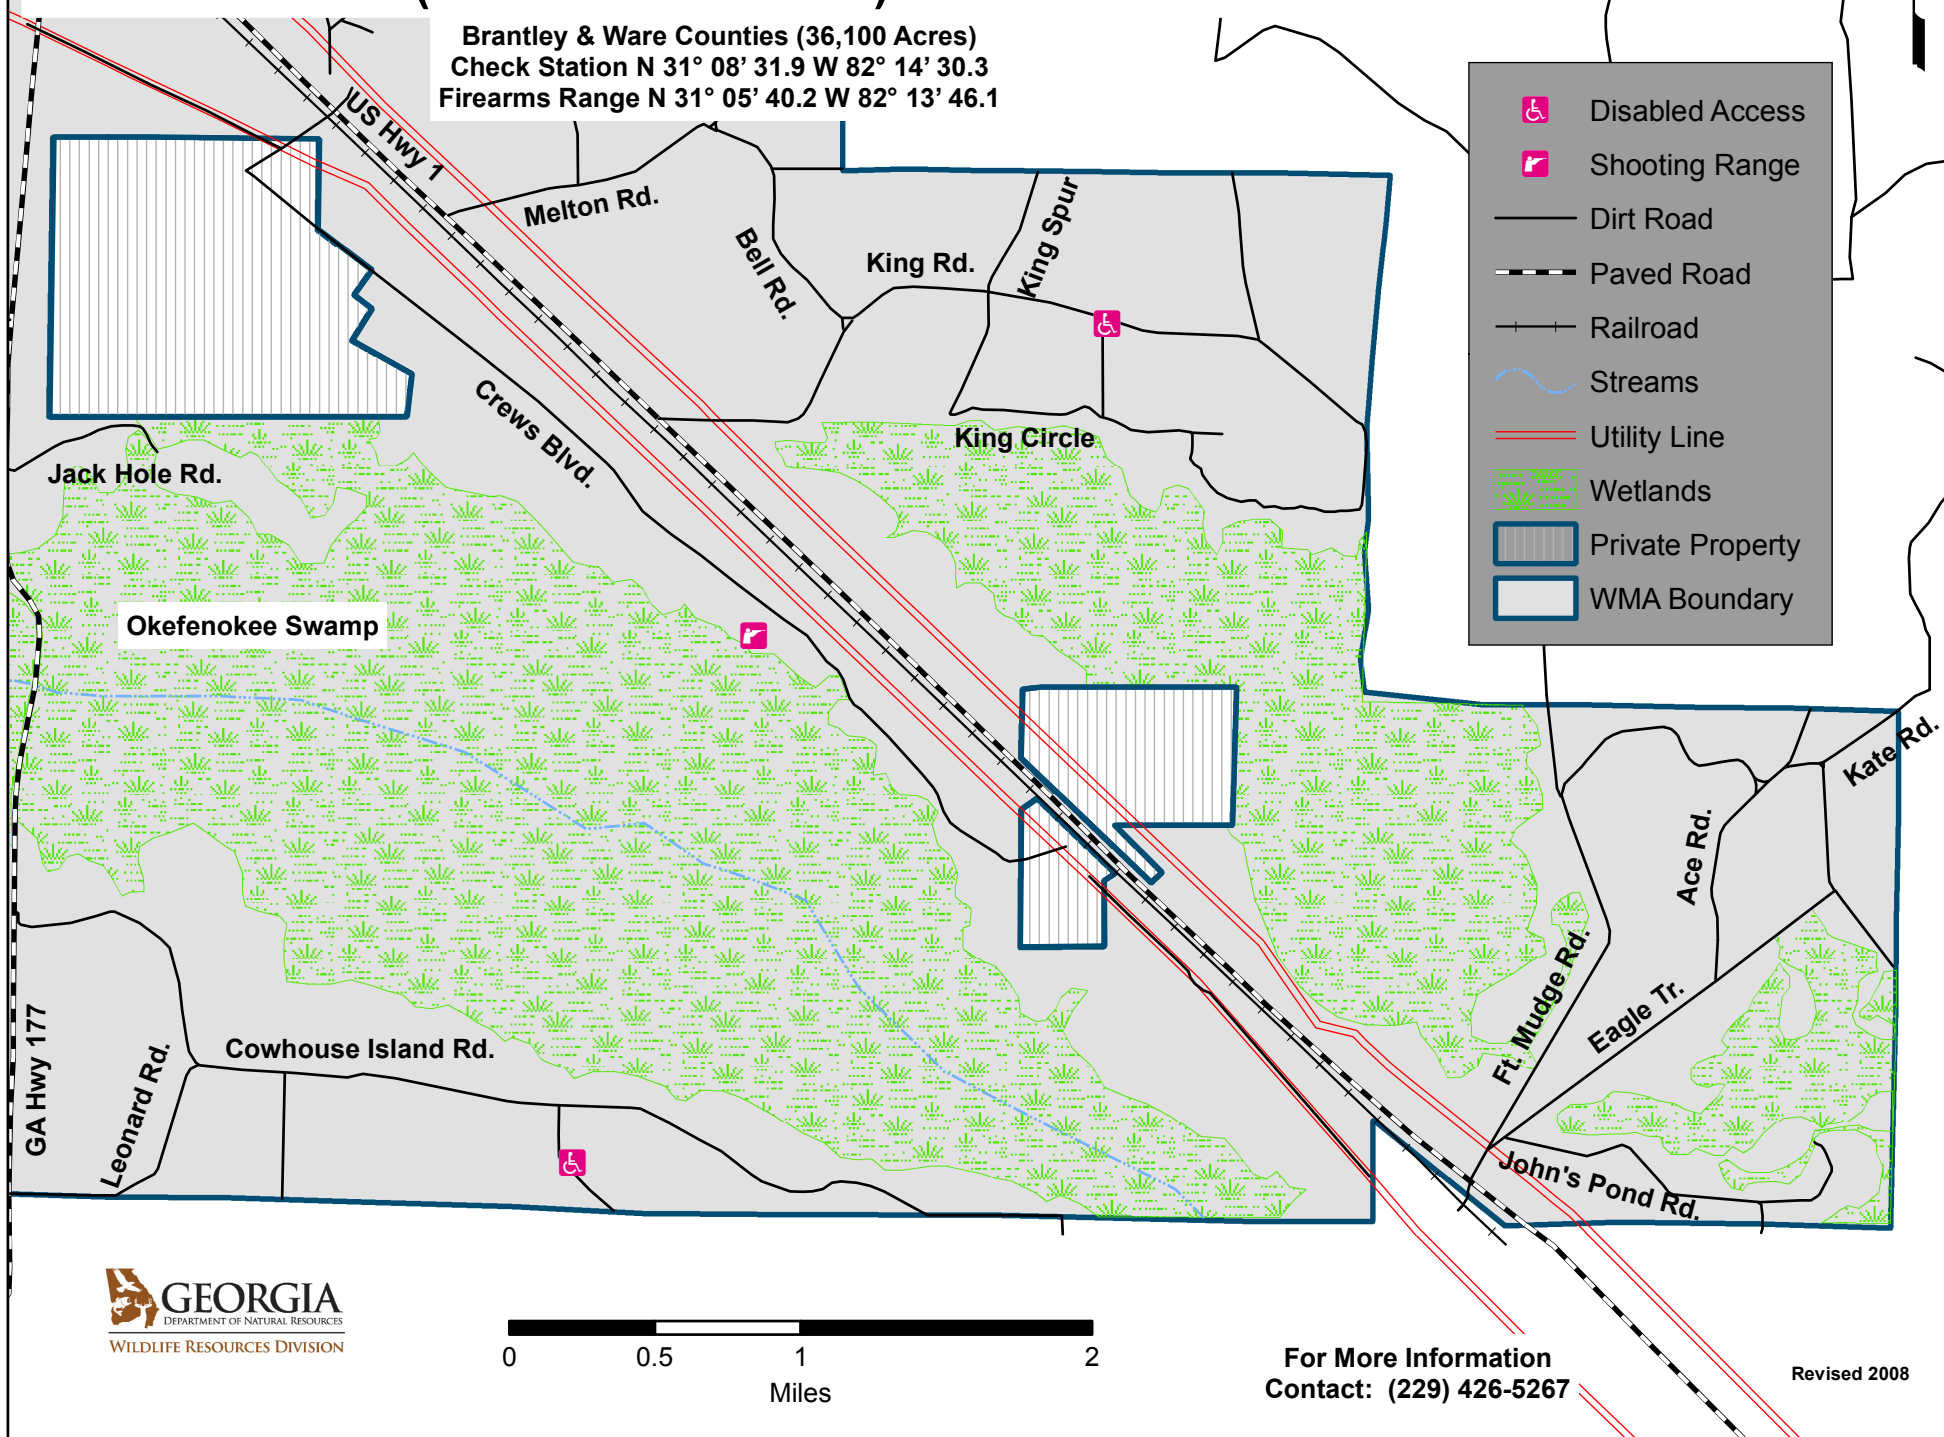 Brantley & Ware Counties (36,100 Acres)
Check Station N 31° 08’ 31.9 W 82° 14’ 30.3
Firearms Range N 31° 05’ 40.2 W 82° 13’ 46.1
Disabled Access
Shooting Range
Dirt Road
Paved Road
Railroad
Streams
Utility Line
Wetlands
Private Property
WMA Boundary
US Hwy 1
Melton Rd.
Bell Rd.
King Rd.
King Spur
Crews Blvd.
King Circle
Jack Hole Rd.
Okefenokee Swamp
Kate Rd.
Ace Rd.
Ft. Mudge Rd.
Eagle Tr.
GA Hwy 177
Leonard Rd.
Cowhouse Island Rd.
John's Pond Rd.
GEORGIA
DEPARTMENT OF NATURAL RESOURCES
WILDLIFE RESOURCES DIVISION
0 0.5 1 2
Miles
For More Information
Contact: (229) 426-5267
Revised 2008